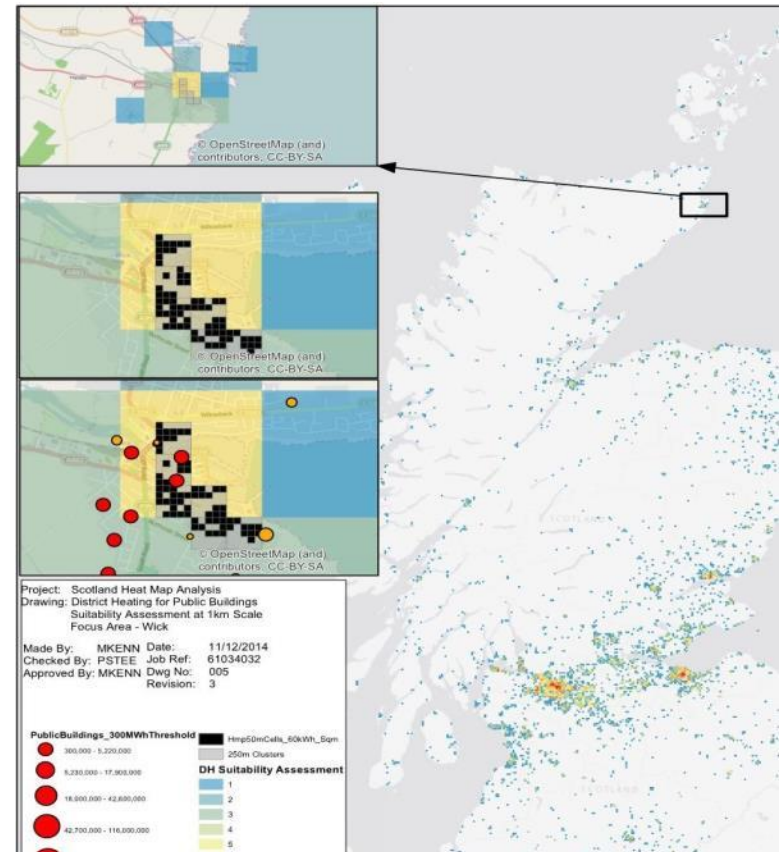 © OpenStreetMap (and)
contributors, CC-BY-SA
© OpenStreetMap (and)
contributors, CC-BY-SA
© OpenStreetMap (and)
contributors, CC-BY-SA
SCOTLAND
SCOTLAND
Project: Scotland Heat Map Analysis
Drawing: District Heating for Public Buildings
Suitability Assessment at 1km Scale
Focus Area - Wick
Made By: MKENN Date: 11/12/2014
Checked By: PSTEE Job Ref: 61034032
Approved By: MKENN Dwg No: 005
Revision: 3
PublicBuildings_300MWhThreshold
300,000 - 5,220,000
5,230,000 - 17,900,000
18,000,000 - 42,600,000
42,700,000 - 116,000,000
Hmp50mCells_60kWh_Sqm
250m Clusters
DH Suitability Assessment
1
2
3
4
5